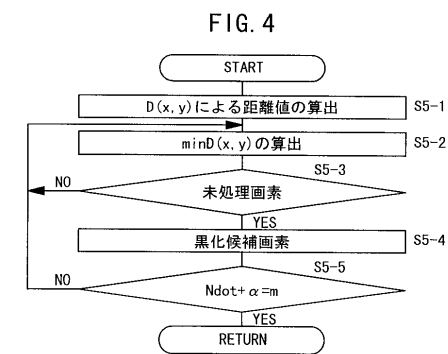 FIG. 4
START
D(x,y)による距離値の算出
S5-1
minD(x,y)の算出
S5-2
S5-3
NO
未処理画素
YES
黒化候補画素
S5-4
S5-5
NO
Ndot+α=m
YES
RETURN